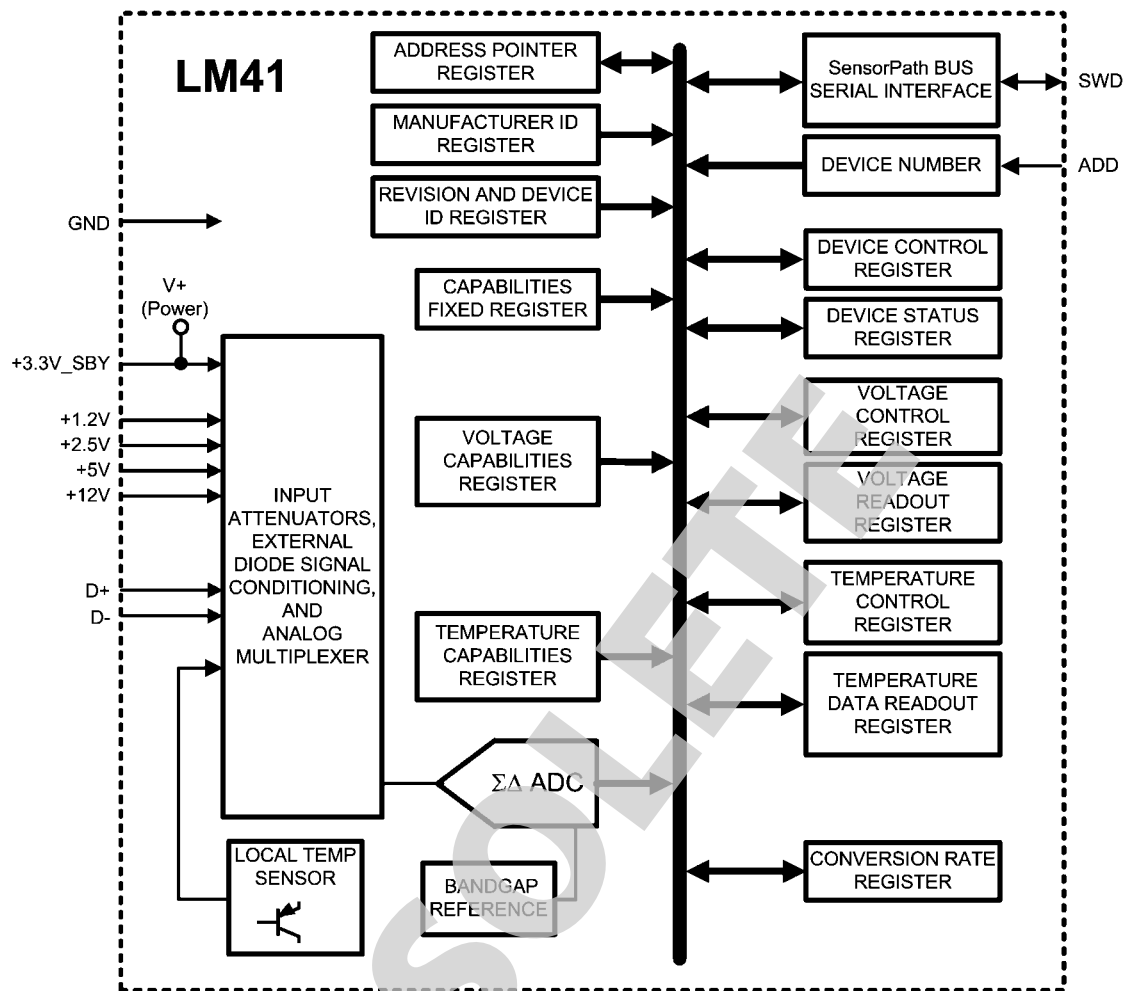 LM41
ADDRESS POINTER
REGISTER
MANUFACTURER ID
REGISTER
REVISION AND DEVICE
ID REGISTER
CAPABILITIES
FIXED REGISTER
VOLTAGE
CAPABILITIES
REGISTER
TEMPERATURE
CAPABILITIES
REGISTER
ΣΔ ADC
BANDGAP
REFERENCE
LOCAL TEMP
SENSOR
INPUT
ATTENUATORS,
EXTERNAL
DIODE SIGNAL
CONDITIONING,
AND
ANALOG
MULTIPLEXER
GND
V+
(Power)
+3.3V_SBY
+1.2V
+2.5V
+5V
+12V
D+
D-
SensorPath BUS
SERIAL INTERFACE
SWD
DEVICE NUMBER
ADD
DEVICE CONTROL
REGISTER
DEVICE STATUS
REGISTER
VOLTAGE
CONTROL
REGISTER
VOLTAGE
READOUT
REGISTER
TEMPERATURE
CONTROL
REGISTER
TEMPERATURE
DATA READOUT
REGISTER
CONVERSION RATE
REGISTER
SOLETE